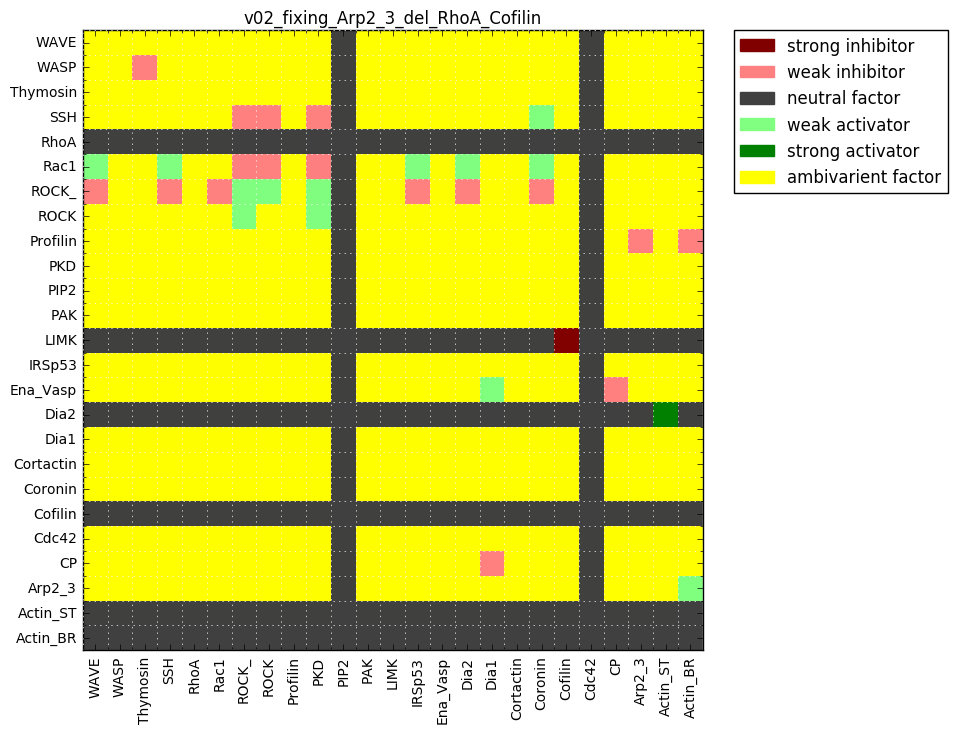 v02_fixing_Arp2_3_del_RhoA_Cofilin
WAVE
WASP
Thymosin
SSH
RhoA
Rac1
ROCK_
ROCK
Profilin
PKD
PIP2
PAK
LIMK
IRSp53
Ena_Vasp
Dia2
Dia1
Cortactin
Coronin
Cofilin
Cdc42
CP
Arp2_3
Actin_ST
Actin_BR
WAVE
WASP
Thymosin
SSH
RhoA
Rac1
ROCK_
ROCK
Profilin
PKD
PIP2
PAK
LIMK
IRSp53
Ena_Vasp
Dia2
Dia1
Cortactin
Coronin
Cofilin
Cdc42
CP
Arp2_3
Actin_ST
Actin_BR
strong inhibitor
weak inhibitor
neutral factor
weak activator
strong activator
ambivarient factor